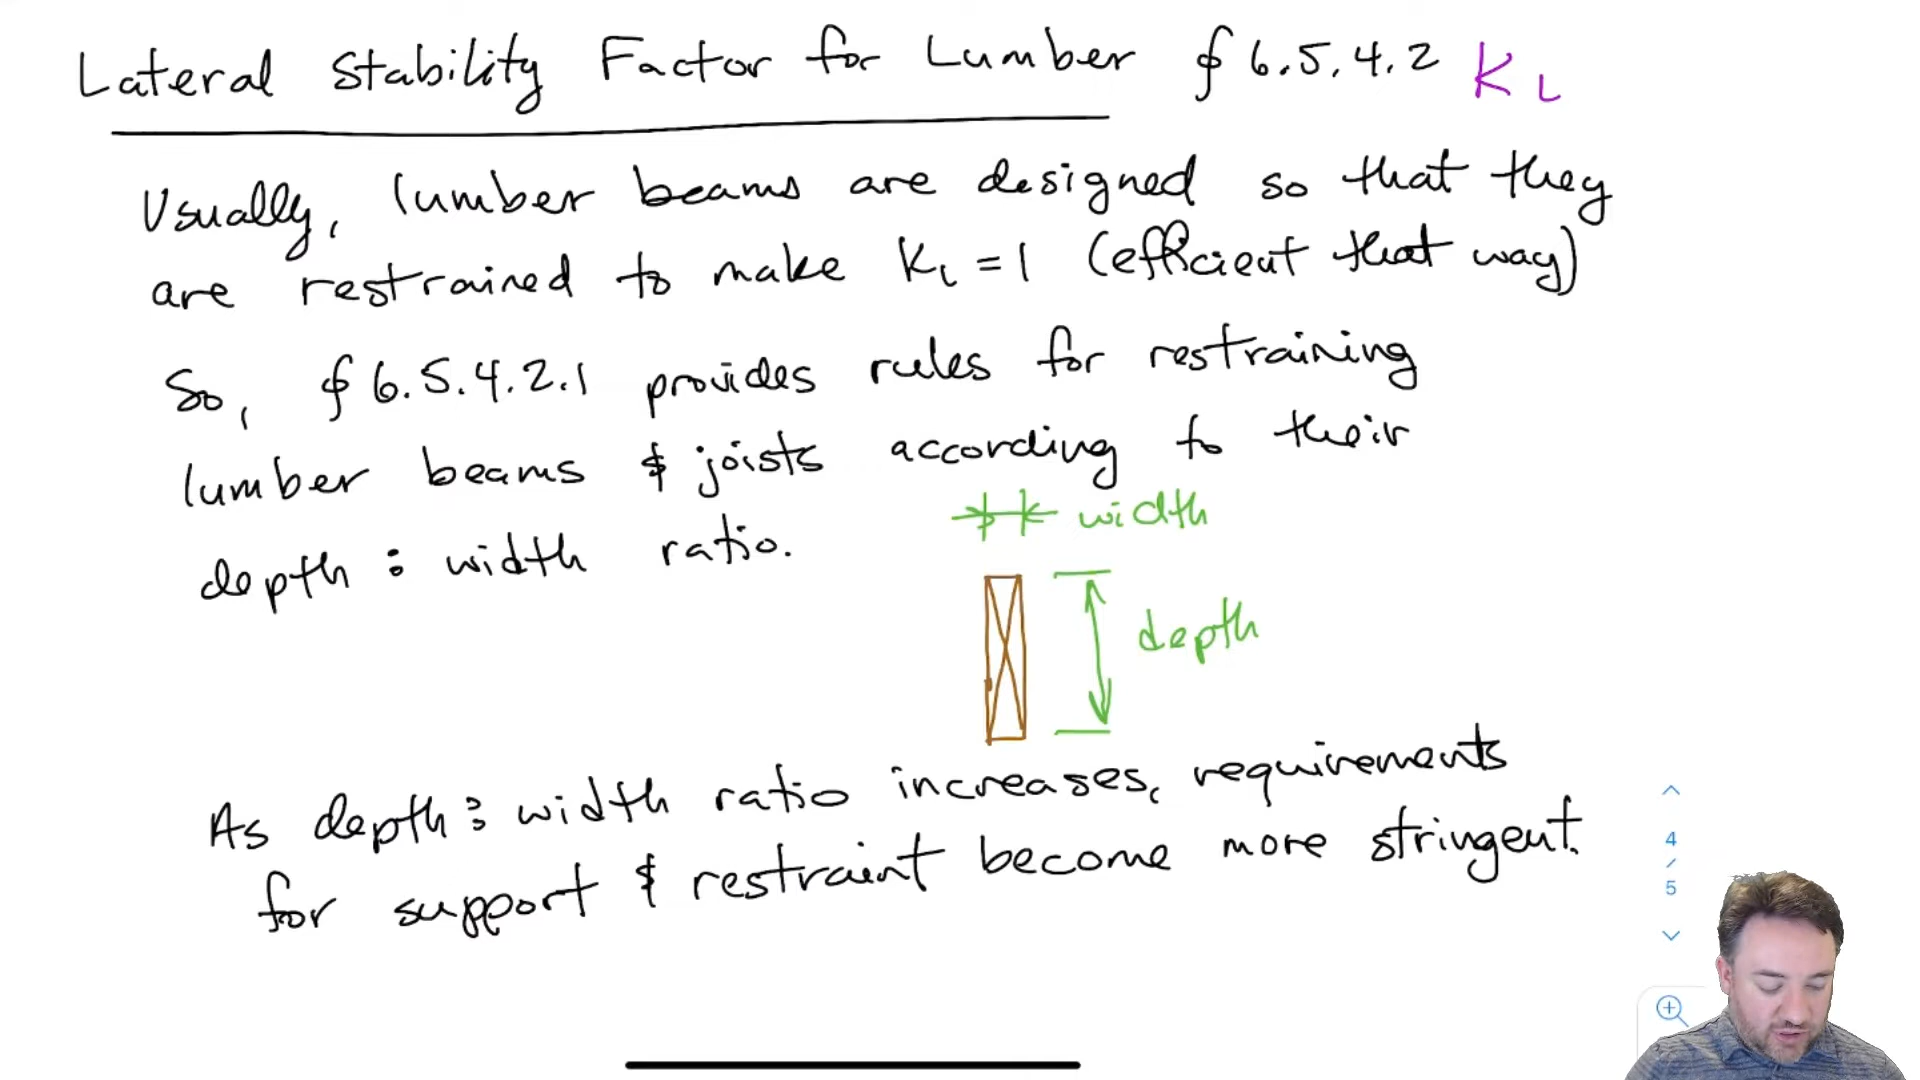 Lateral Stability Factor for Lumber § 6.5.4.2 KL
Usually, lumber beams are designed so that they
are restrained to make KL = 1 (efficient that way)
So, § 6.5.4.2.1 provides rules for restraining
lumber beams & joists according to their
depth : width ratio.
width
depth
As depth : width ratio increases, requirements
for support & restraint become more stringent.
4
/
5